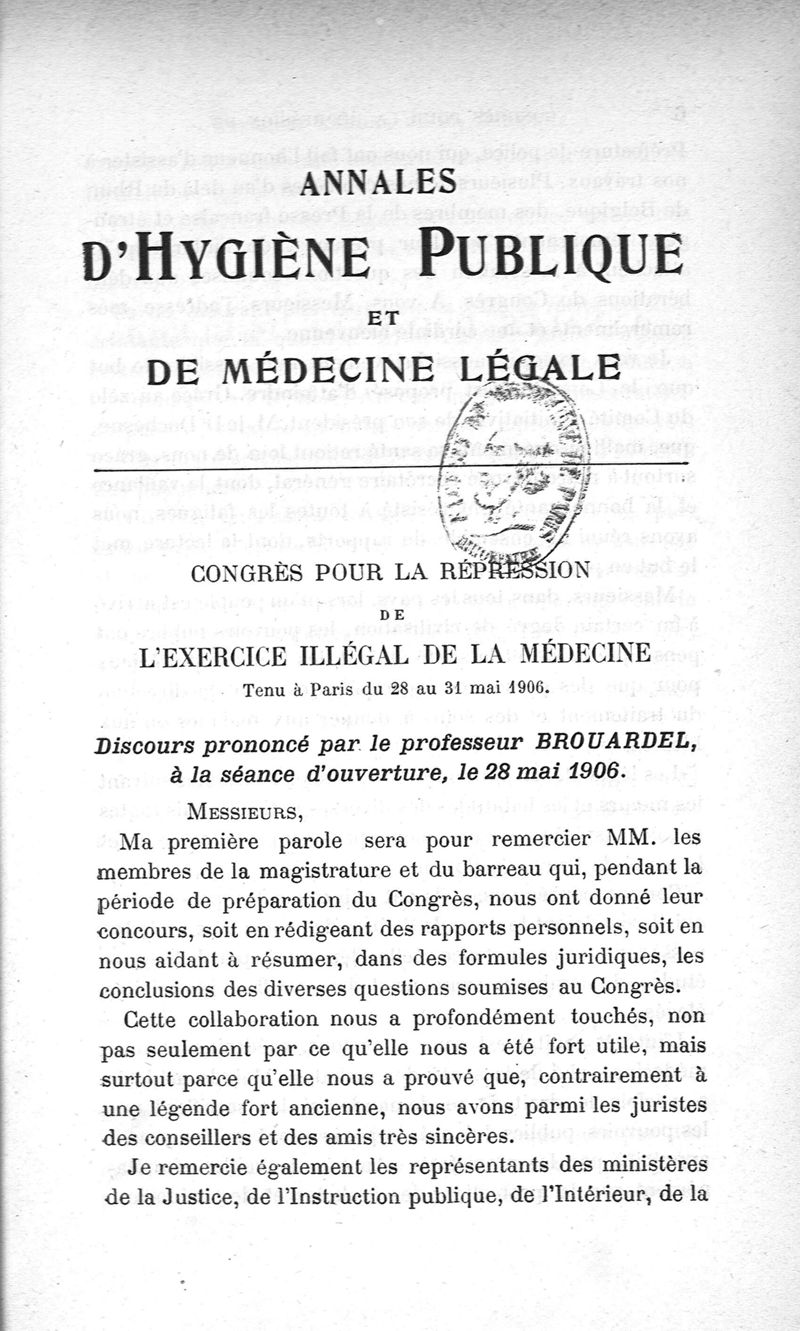 ANNALES
D'HYGIÈNE PUBLIQUE
ET
DE MÉDECINE LÉGALE
CONGRÈS POUR LA RÉPRESSION
DE
L'EXERCICE ILLÉGAL DE LA MÉDECINE
Tenu à Paris du 28 au 31 mai 1906.
Discours prononcé par le professeur BROUARDEL,
à la séance d'ouverture, le 28 mai 1906.
MESSIEURS,
Ma première parole sera pour remercier MM. les
membres de la magistrature et du barreau qui, pendant la
période de préparation du Congrès, nous ont donné leur
concours, soit en rédigeant des rapports personnels, soit en
nous aidant à résumer, dans des formules juridiques, les
conclusions des diverses questions soumises au Congrès.
Cette collaboration nous a profondément touchés, non
pas seulement par ce qu'elle nous a été fort utile, mais
surtout parce qu'elle nous a prouvé que, contrairement à
une légende fort ancienne, nous avons parmi les juristes
des conseillers et des amis très sincères.
Je remercie également les représentants des ministères
de la Justice, de l'Instruction publique, de l'Intérieur, de la